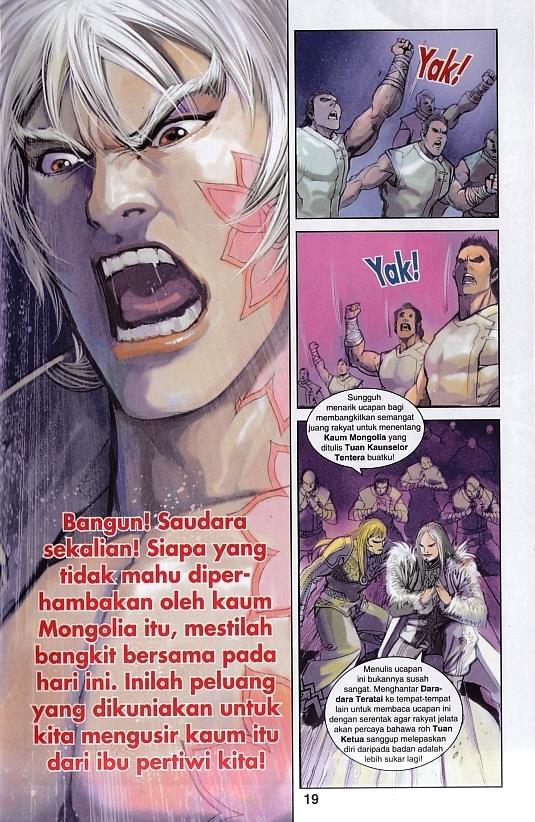 Bangun! Saudara
sekalian! Siapa yang
tidak mahu diper-
hambakan oleh kaum
Mongolia itu, mestilah
bangkit bersama pada
hari ini. Inilah peluang
yang dikuniakan untuk
kita mengusir kaum itu
dari ibu pertiwi kita!
Yak!
Yak!
Sungguh
menarik ucapan bagi
membangkitkan semangat
juang rakyat untuk menentang
Kaum Mongolia yang
ditulis Tuan Kaunselor
Tentera buatku!
Menulis ucapan
ini bukannya susah
sangat. Menghantar Dara-
dara Teratai ke tempat-tempat
lain untuk membaca ucapan ini
dengan serentak agar rakyat jelata
akan percaya bahawa roh Tuan
Ketua sanggup melepaskan
diri daripada badan adalah
lebih sukar lagi!
19